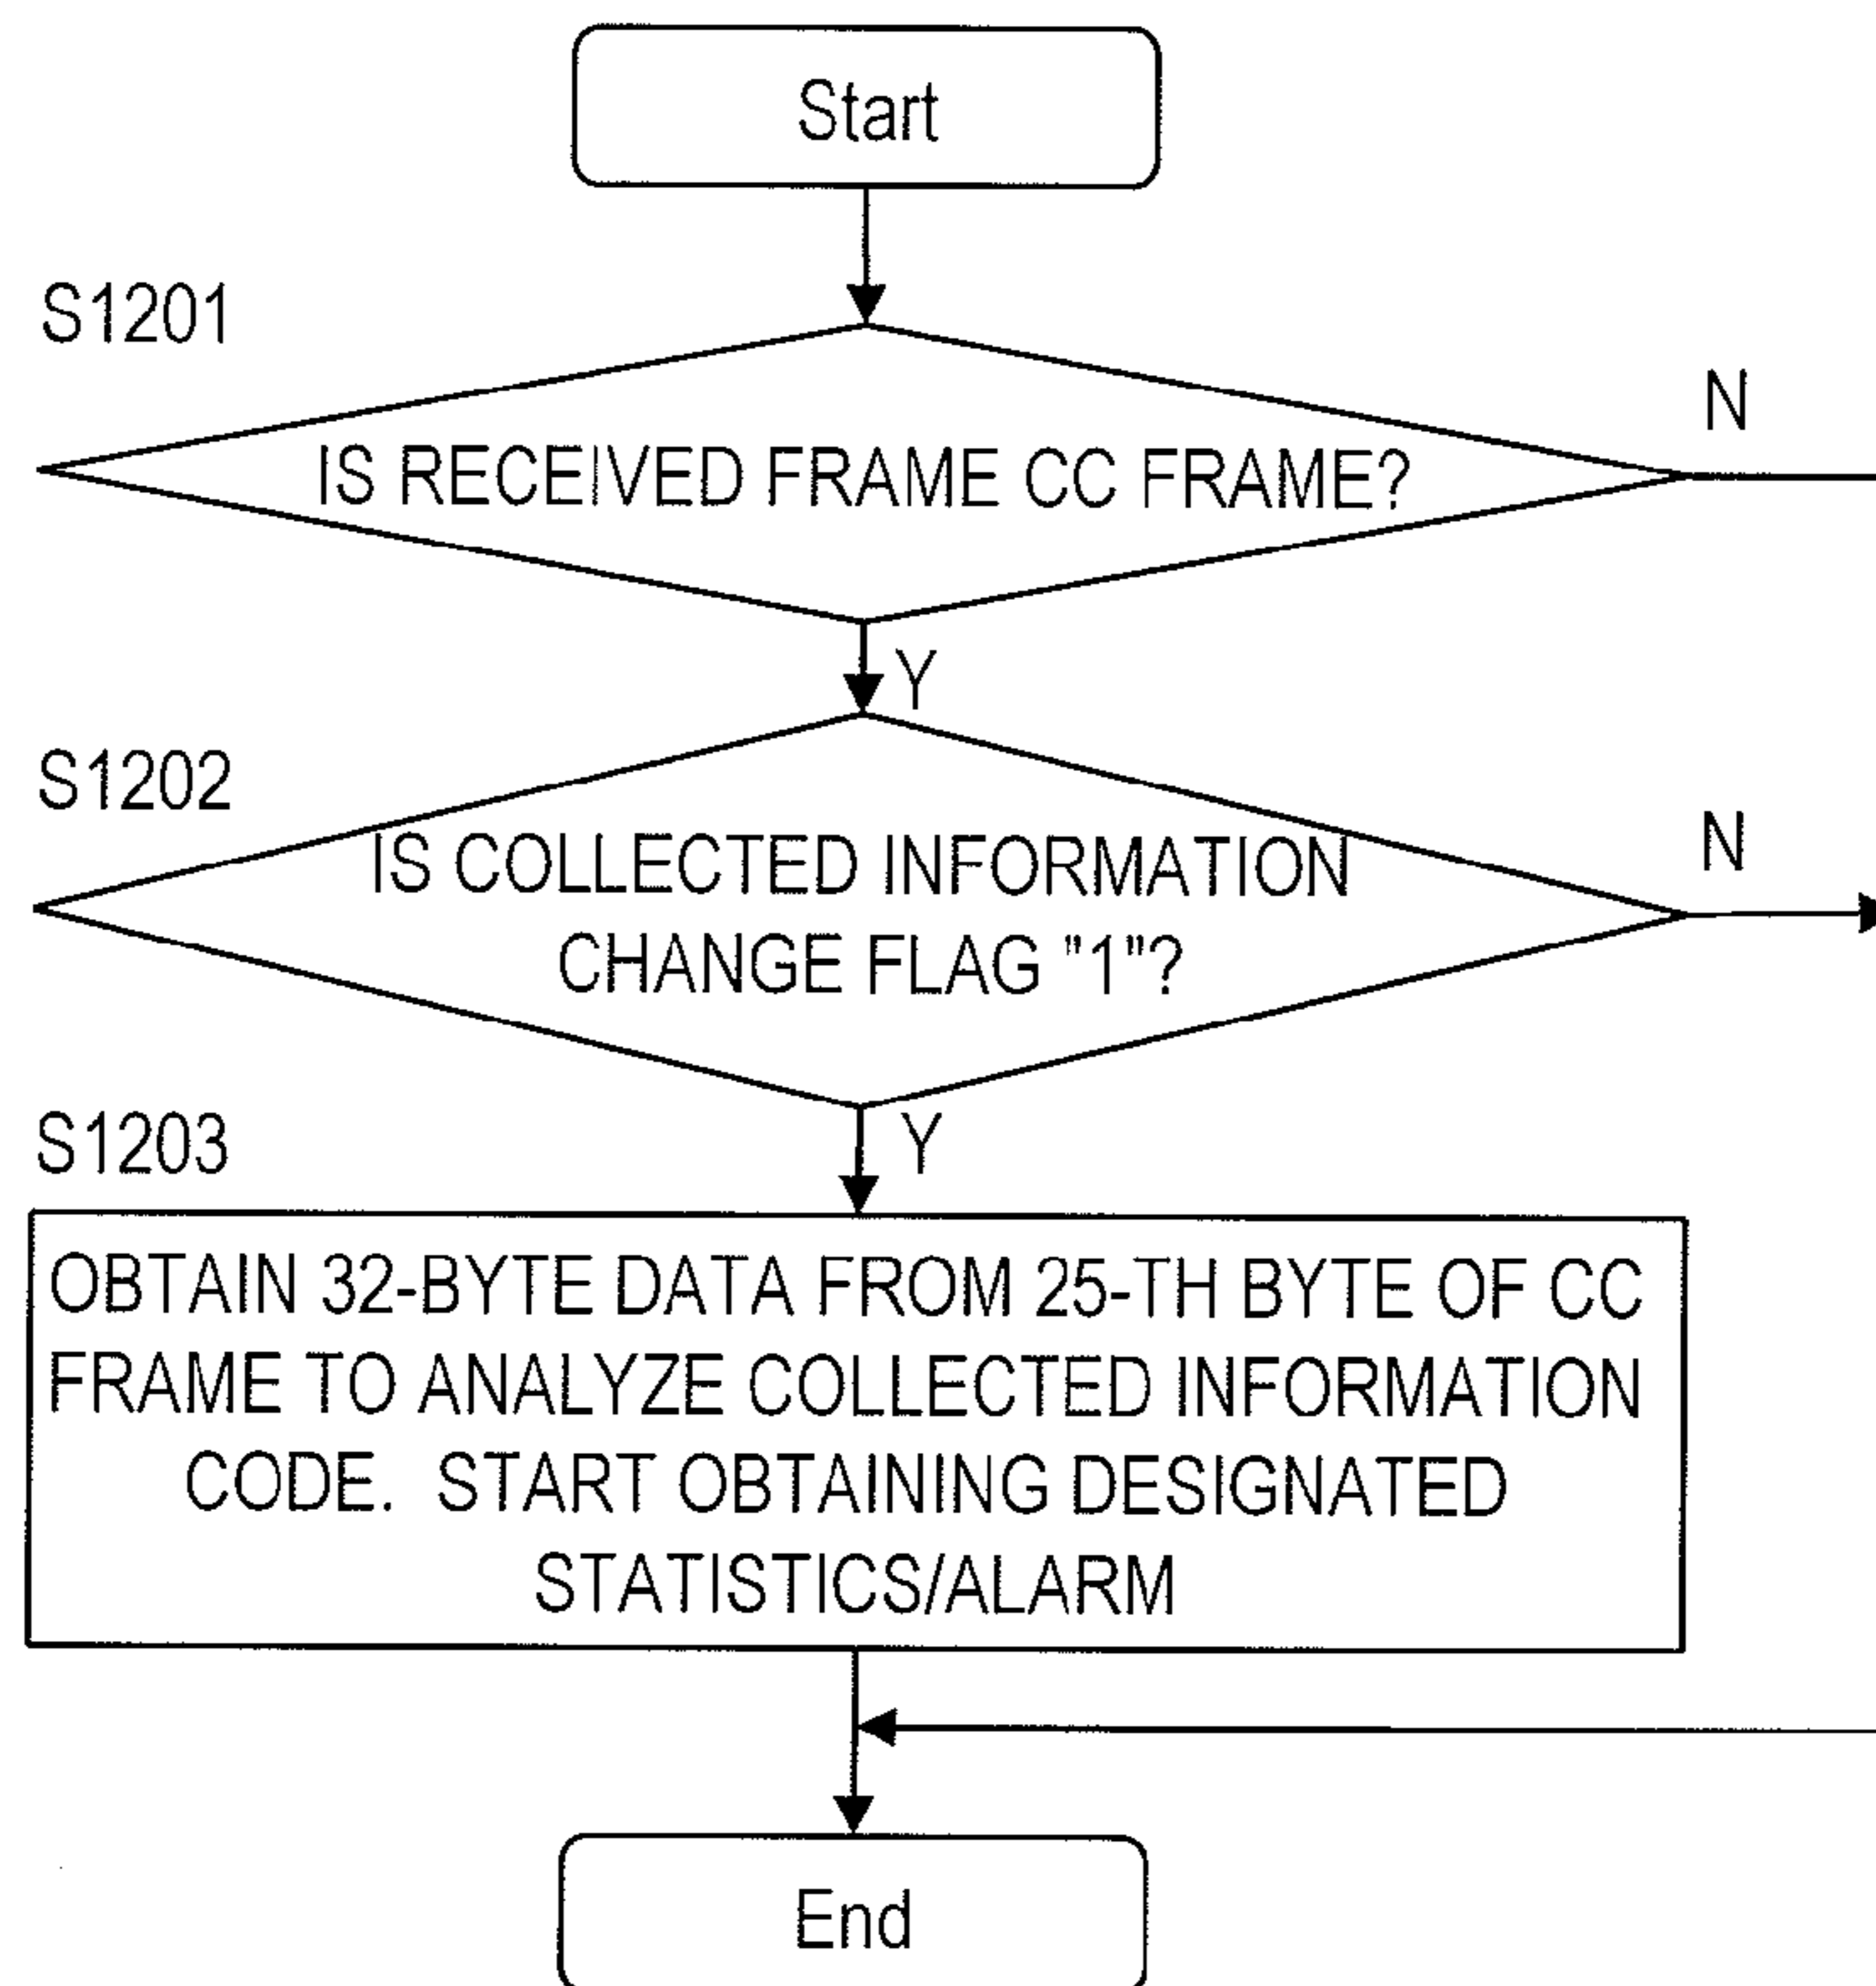 Start
S1201
N
IS RECEIVED FRAME CC FRAME?
Y
S1202
N
IS COLLECTED INFORMATION
CHANGE FLAG "1"?
S1203
Y
OBTAIN 32-BYTE DATA FROM 25-TH BYTE OF CC
FRAME TO ANALYZE COLLECTED INFORMATION
CODE. START OBTAINING DESIGNATED
STATISTICS/ALARM
End